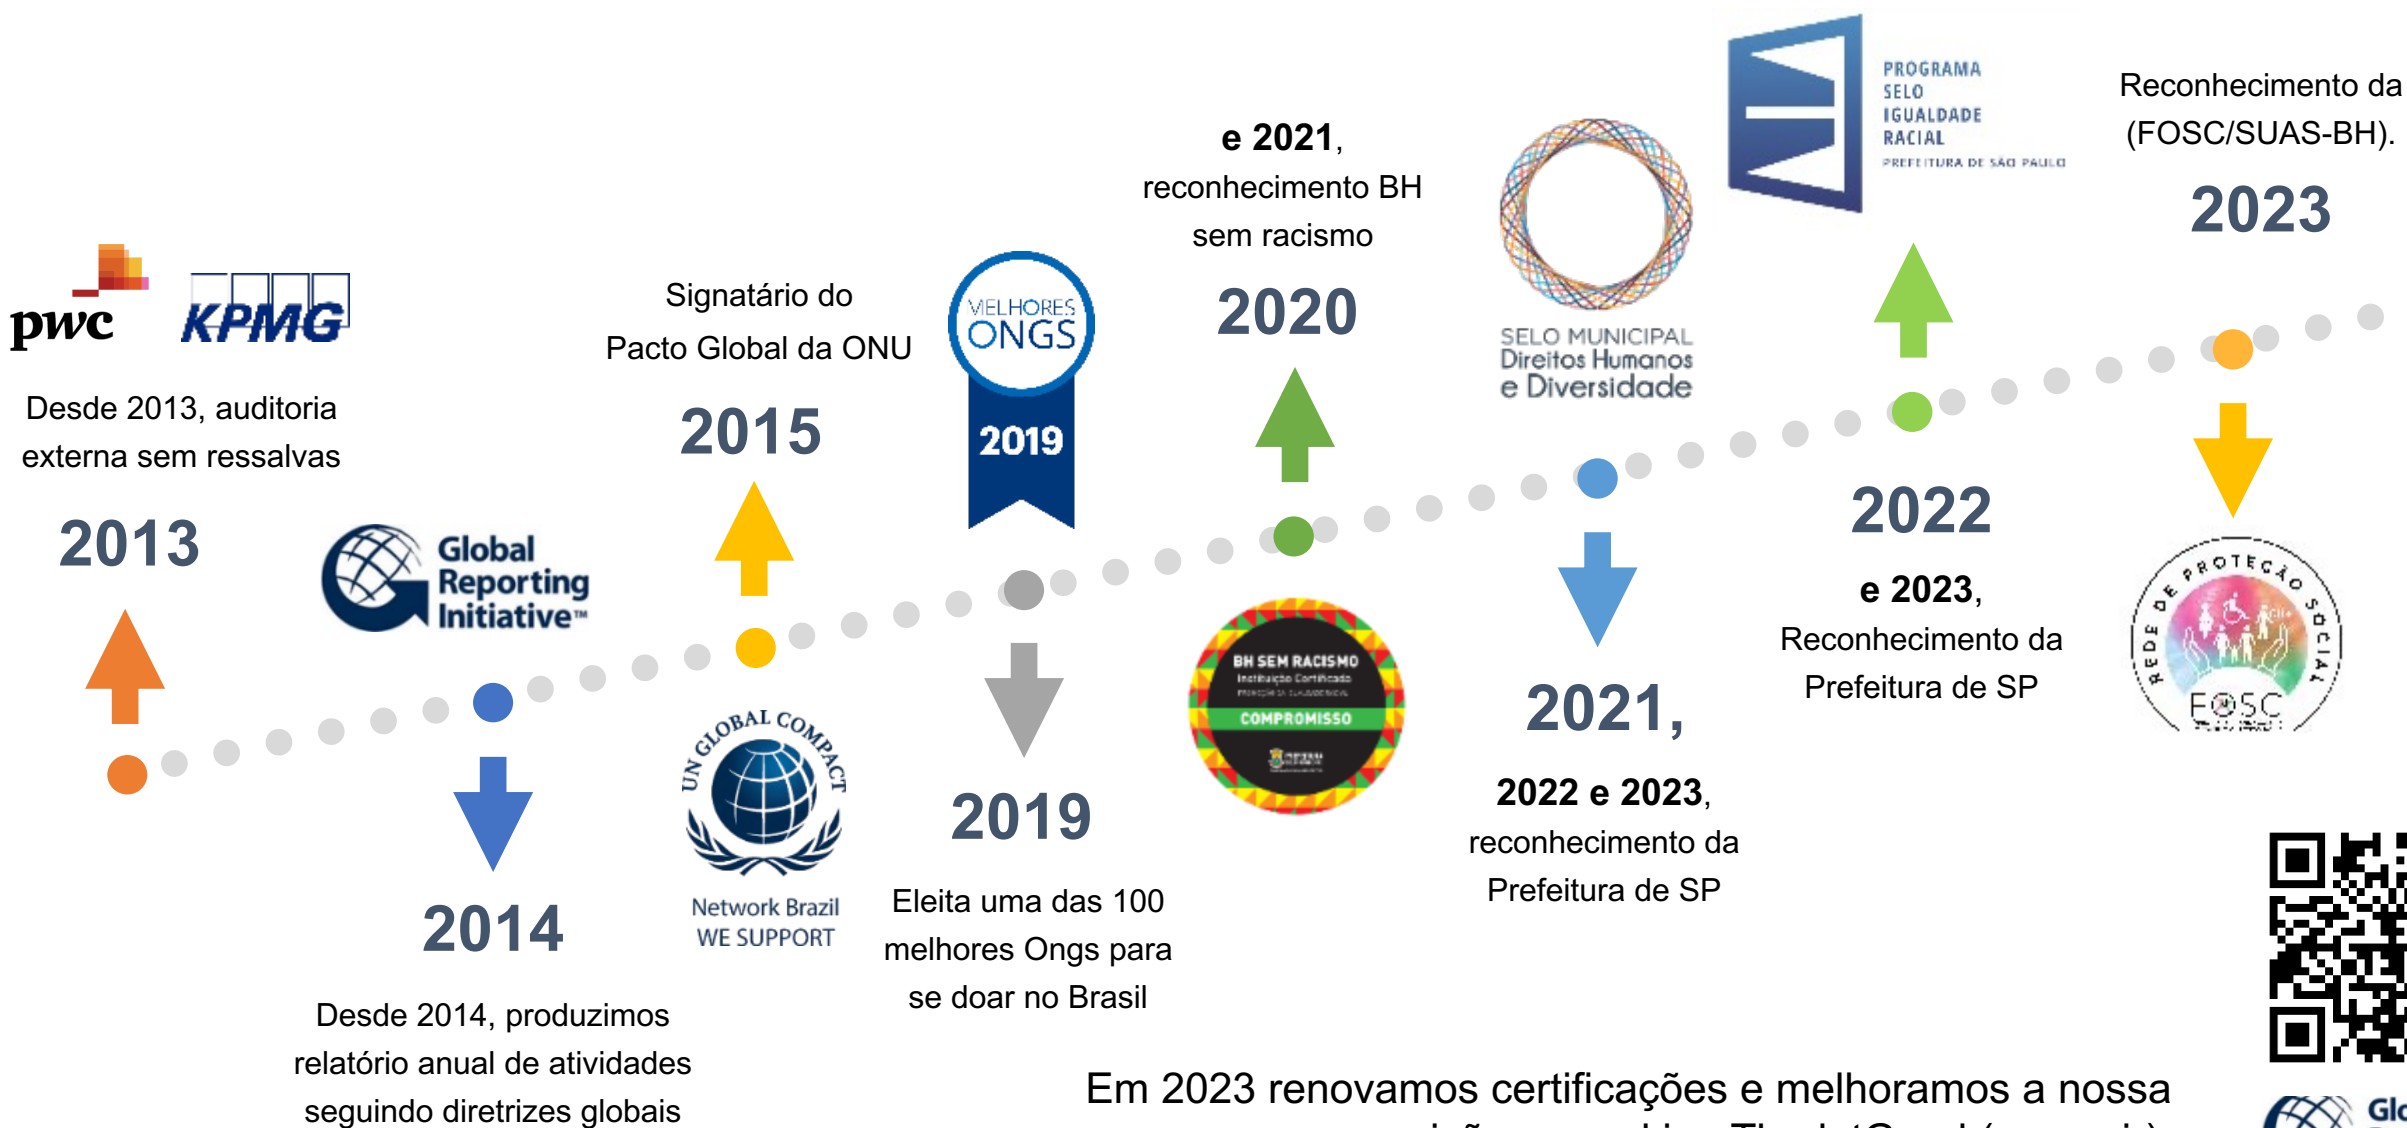 pwc
KPMG
Desde 2013, auditoria
externa sem ressalvas
2013
Global
Reporting
Initiative™
2014
Desde 2014, produzimos
relatório anual de atividades
seguindo diretrizes globais
Signatário do
Pacto Global da ONU
2015
UN GLOBAL COMPACT
Network Brazil
WE SUPPORT
MELHORES
ONGS
2019
2019
Eleita uma das 100
melhores Ongs para
se doar no Brasil
e 2021,
reconhecimento BH
sem racismo
2020
BH SEM RACISMO
Instituição Certificada
COMPROMISSO
SELO MUNICIPAL
Direitos Humanos
e Diversidade
2021,
2022 e 2023,
reconhecimento da
Prefeitura de SP
PROGRAMA
SELO
IGUALDADE
RACIAL
PREFEITURA DE SÃO PAULO
2022
e 2023,
Reconhecimento da
Prefeitura de SP
Reconhecimento da
(FOSC/SUAS-BH).
2023
REDE DE PROTEÇÃO SOCIAL
FOSC
Em 2023 renovamos certificações e melhoramos a nossa